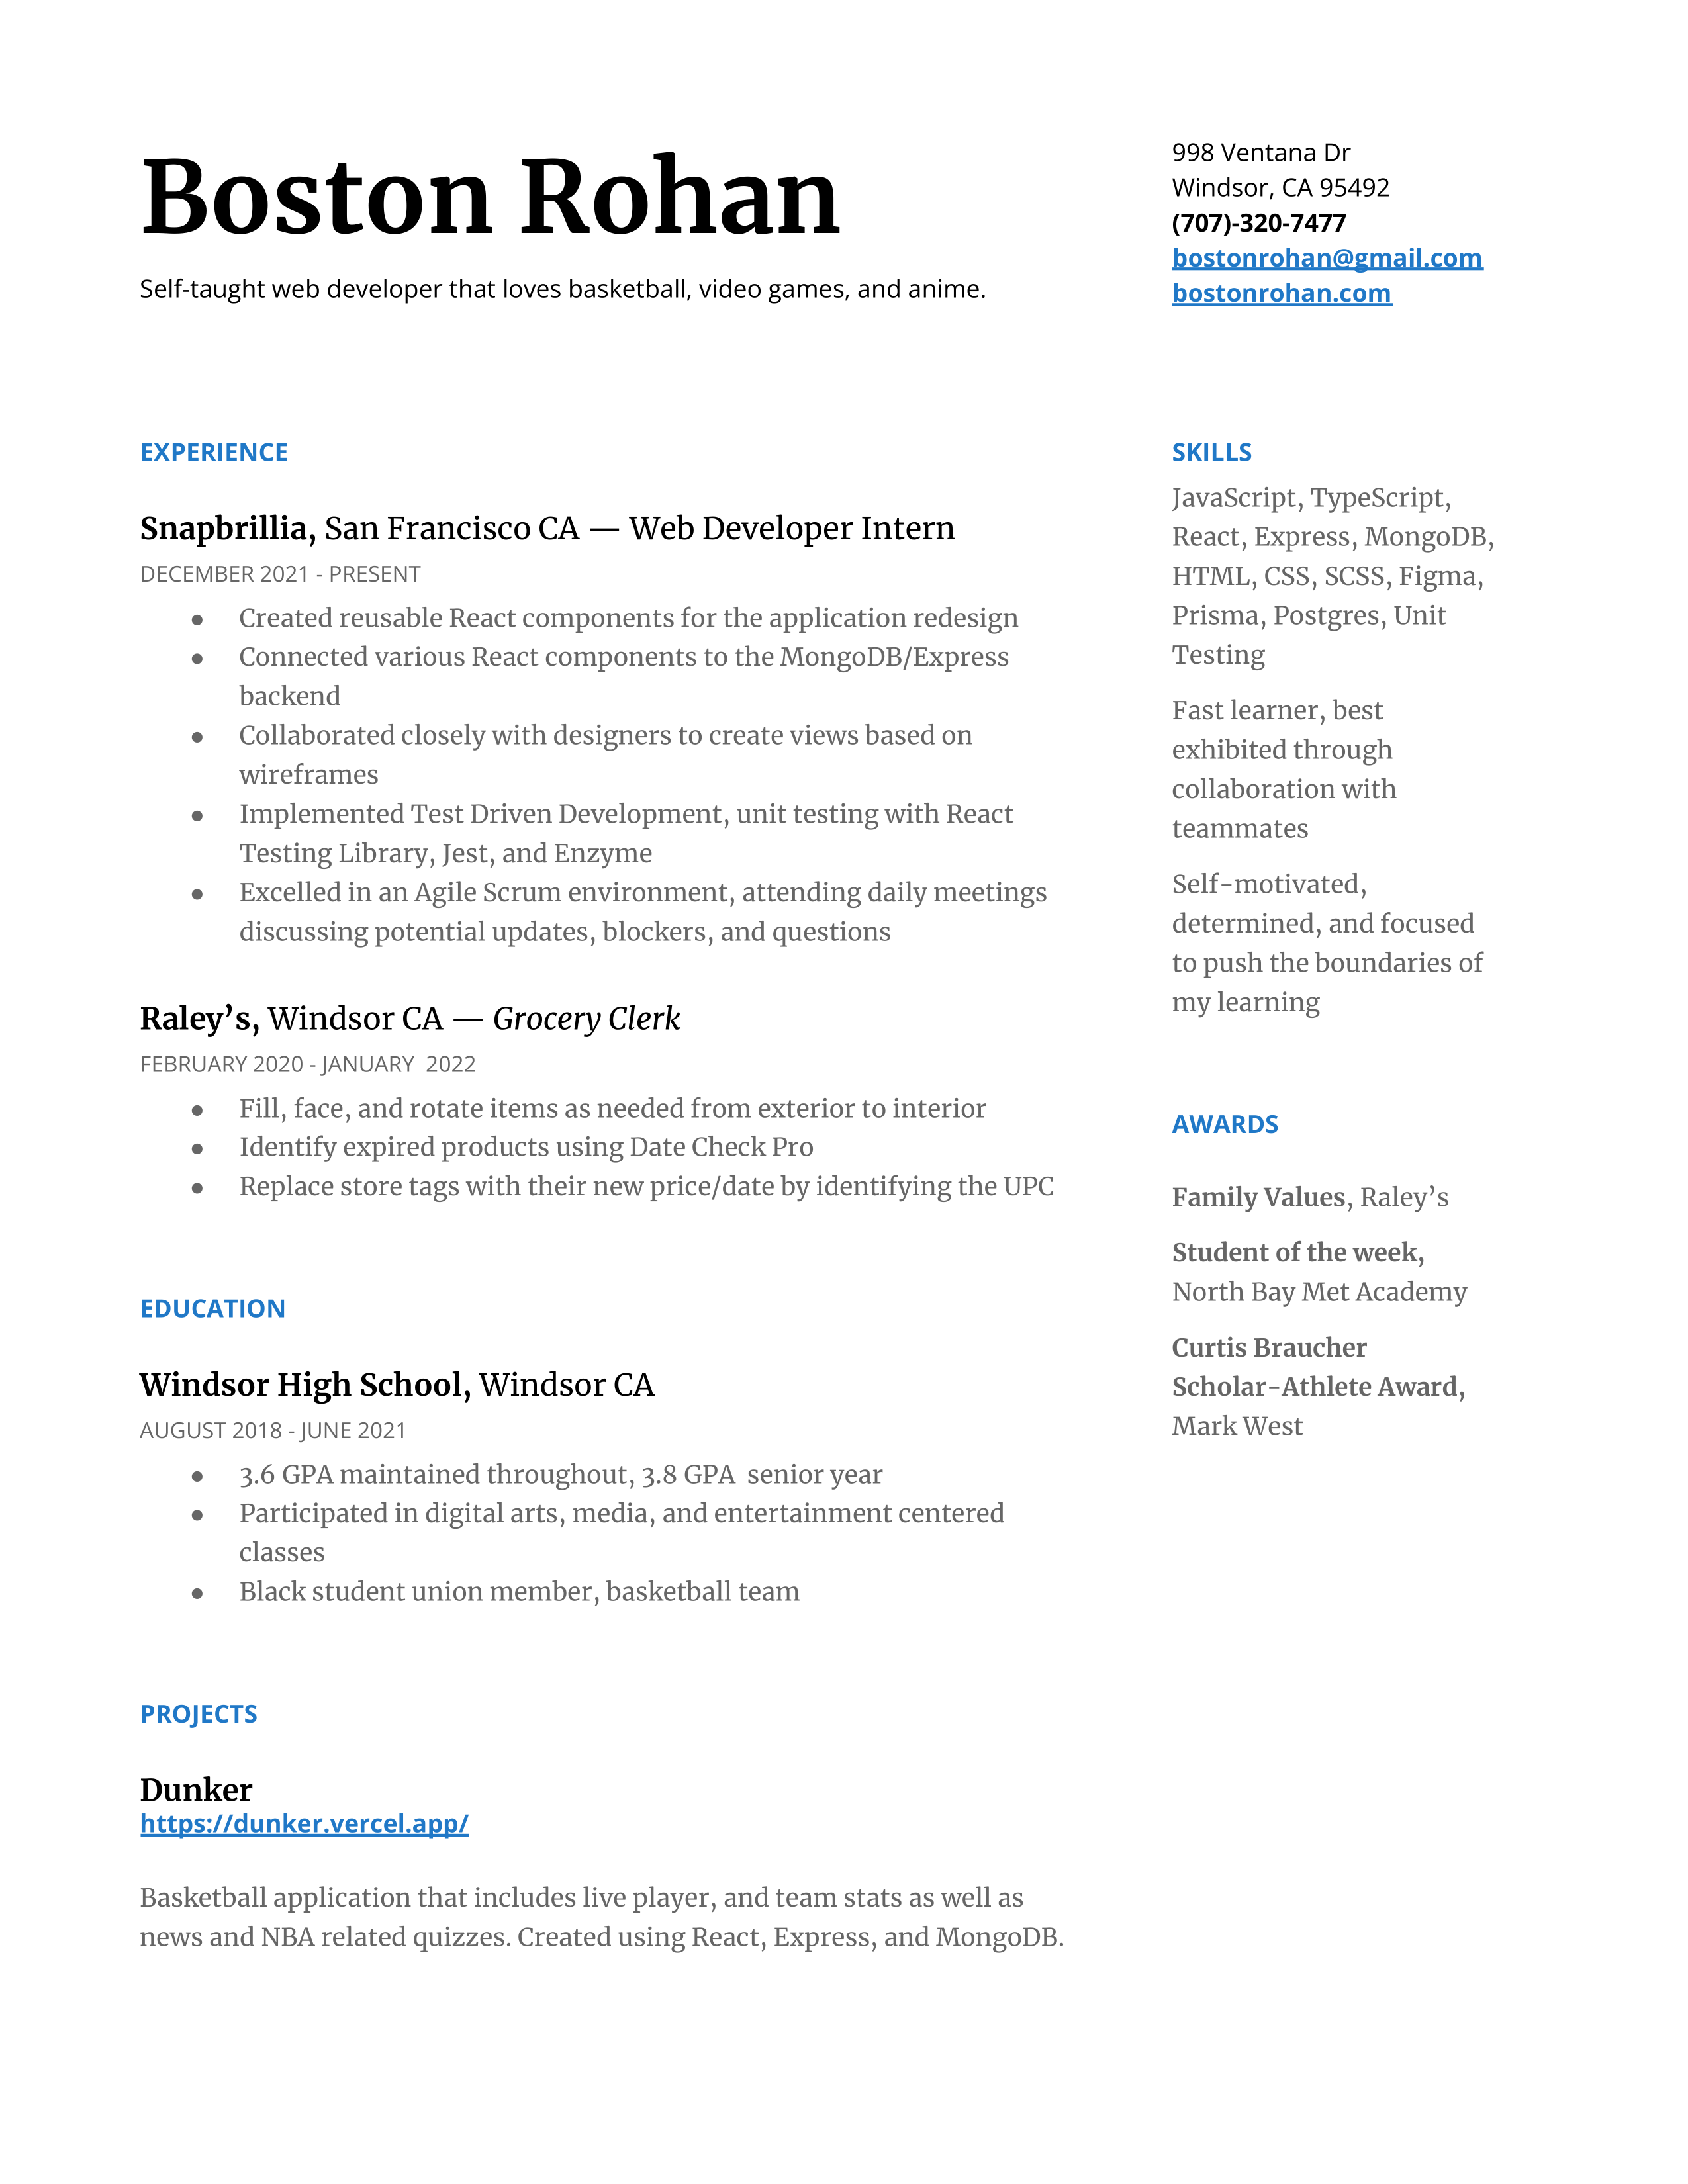 Boston Rohan
Self-taught web developer that loves basketball, video games, and anime.
998 Ventana Dr
Windsor, CA 95492
(707)-320-7477
bostonrohan@gmail.com
bostonrohan.com
EXPERIENCE
Snapbrillia, San Francisco CA — Web Developer Intern
DECEMBER 2021 - PRESENT
● Created reusable React components for the application redesign
● Connected various React components to the MongoDB/Express
backend
● Collaborated closely with designers to create views based on
wireframes
● Implemented Test Driven Development, unit testing with React
Testing Library, Jest, and Enzyme
● Excelled in an Agile Scrum environment, attending daily meetings
discussing potential updates, blockers, and questions
Raley’s, Windsor CA — Grocery Clerk
FEBRUARY 2020 - JANUARY  2022
● Fill, face, and rotate items as needed from exterior to interior
● Identify expired products using Date Check Pro
● Replace store tags with their new price/date by identifying the UPC
EDUCATION
Windsor High School, Windsor CA
AUGUST 2018 - JUNE 2021
● 3.6 GPA maintained throughout, 3.8 GPA  senior year
● Participated in digital arts, media, and entertainment centered
classes
● Black student union member, basketball team
PROJECTS
Dunker
https://dunker.vercel.app/
Basketball application that includes live player, and team stats as well as
news and NBA related quizzes. Created using React, Express, and MongoDB.
SKILLS
JavaScript, TypeScript,
React, Express, MongoDB,
HTML, CSS, SCSS, Figma,
Prisma, Postgres, Unit
Testing
Fast learner, best
exhibited through
collaboration with
teammates
Self-motivated,
determined, and focused
to push the boundaries of
my learning
AWARDS
Family Values, Raley’s
Student of the week,
North Bay Met Academy
Curtis Braucher
Scholar-Athlete Award,
Mark West